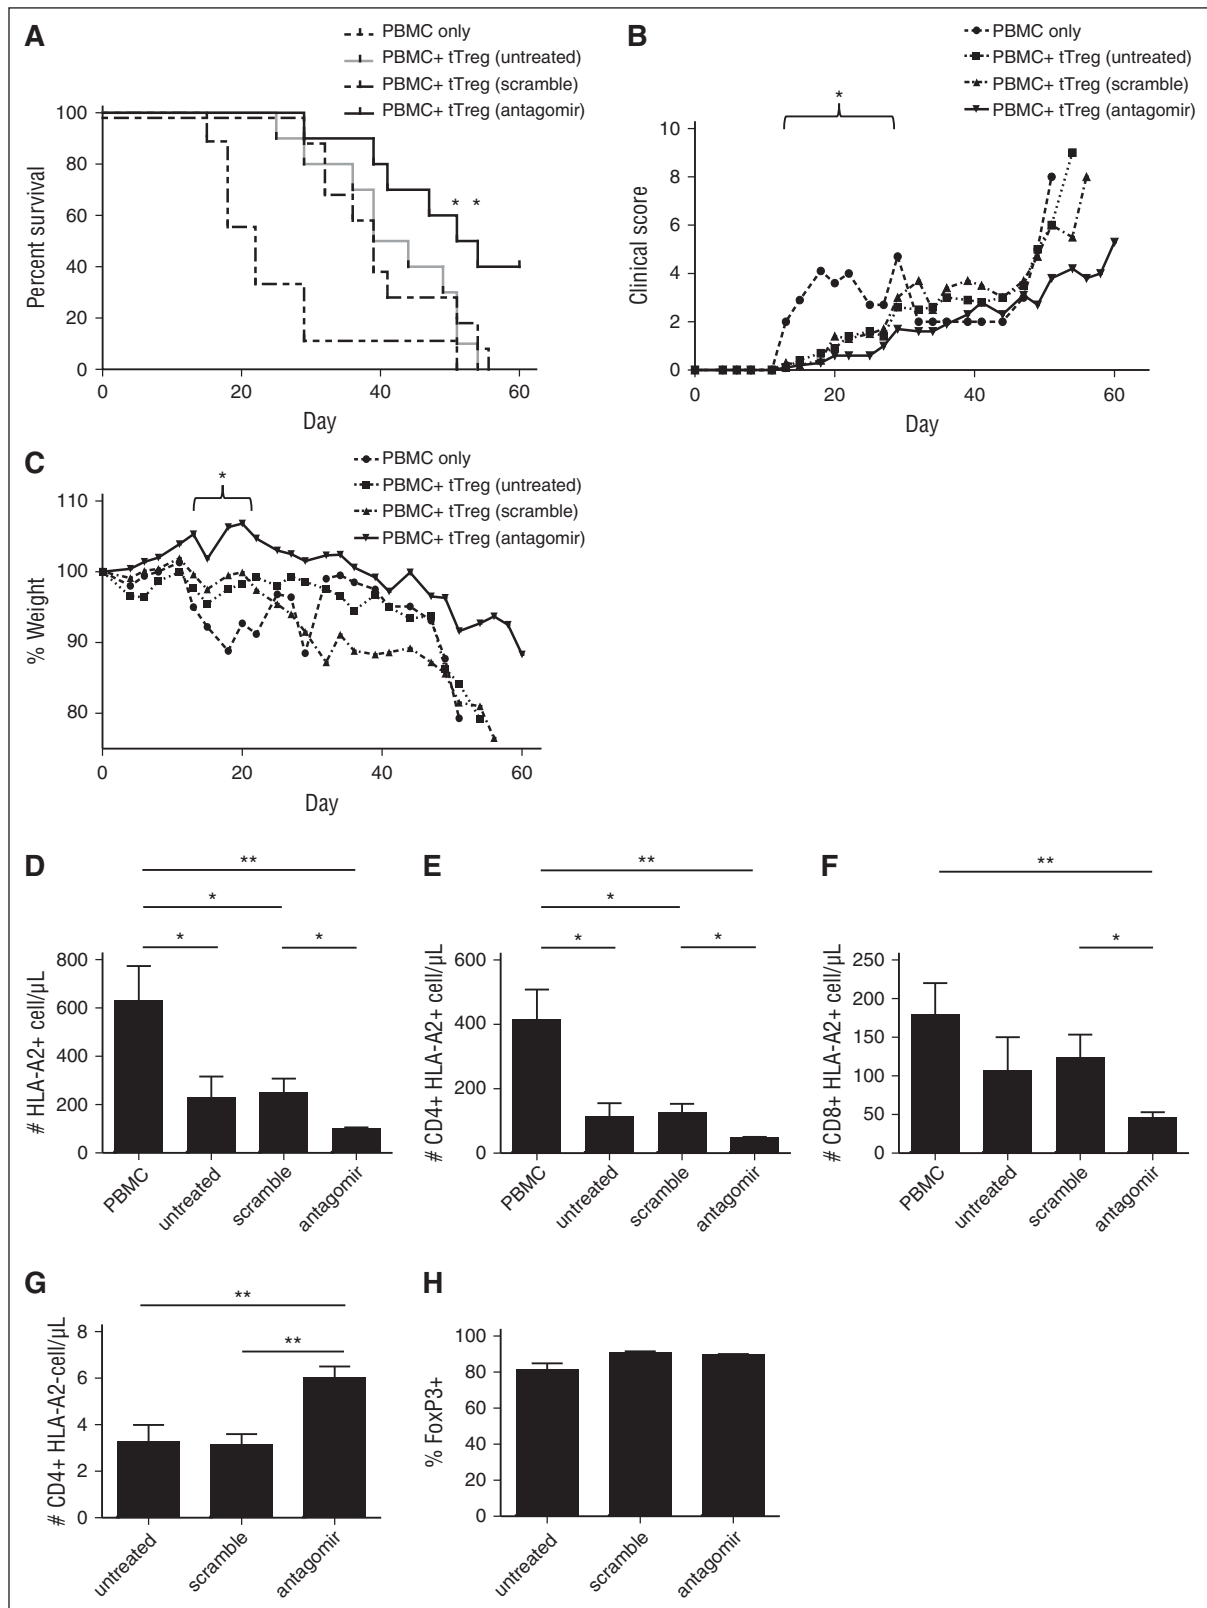 A
PBMC only
PBMC+ tTreg (untreated)
PBMC+ tTreg (scramble)
PBMC+ tTreg (antagomir)
100
80
60
40
20
0
* *
Percent survival
0 20 40 60
Day
B
PBMC only
PBMC+ tTreg (untreated)
PBMC+ tTreg (scramble)
PBMC+ tTreg (antagomir)
*
10
8
6
4
2
0
Clinical score
0 20 40 60
Day
C
PBMC only
PBMC+ tTreg (untreated)
PBMC+ tTreg (scramble)
PBMC+ tTreg (antagomir)
*
110
100
90
80
% Weight
0 20 40 60
Day
D
**
*
* *
800
600
400
200
0
# HLA-A2+ cell/µL
PBMC
untreated
scramble
antagomir
E
**
*
* *
600
400
200
0
# CD4+ HLA-A2+ cell/µL
PBMC
untreated
scramble
antagomir
F
**
*
250
200
150
100
50
0
# CD8+ HLA-A2+ cell/µL
PBMC
untreated
scramble
antagomir
G
**
**
8
6
4
2
0
# CD4+ HLA-A2-cell/µL
untreated
scramble
antagomir
H
100
80
60
40
20
0
% FoxP3+
untreated
scramble
antagomir